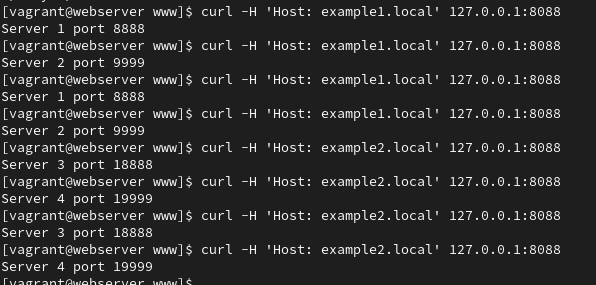 [vagrant@webserver www]$ curl -H 'Host: example1.local' 127.0.0.1:8088
Server 1 port 8888
[vagrant@webserver www]$ curl -H 'Host: example1.local' 127.0.0.1:8088
Server 2 port 9999
[vagrant@webserver www]$ curl -H 'Host: example1.local' 127.0.0.1:8088
Server 1 port 8888
[vagrant@webserver www]$ curl -H 'Host: example1.local' 127.0.0.1:8088
Server 2 port 9999
[vagrant@webserver www]$ curl -H 'Host: example2.local' 127.0.0.1:8088
Server 3 port 18888
[vagrant@webserver www]$ curl -H 'Host: example2.local' 127.0.0.1:8088
Server 4 port 19999
[vagrant@webserver www]$ curl -H 'Host: example2.local' 127.0.0.1:8088
Server 3 port 18888
[vagrant@webserver www]$ curl -H 'Host: example2.local' 127.0.0.1:8088
Server 4 port 19999
[vagrant@webserver www]$